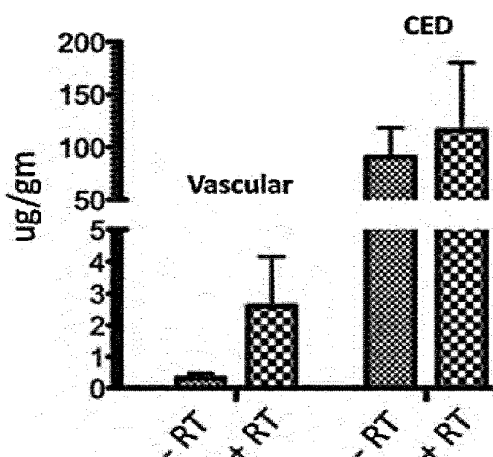 CED
200
150
100
50
Vascular
5
4
3
2
1
0
ug/gm
- RT
+ RT
- RT
+ RT